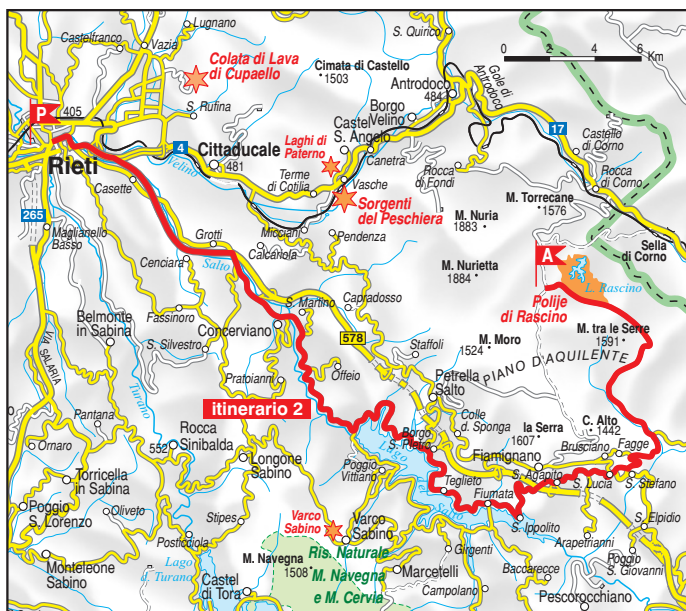 Lugnano
S. Quirico
Castelfranco
Vazia
Colata di Lava
di Cupaello
Cimata di Castello
1503
0 2 4 6
Km
Antrodoco
484
Gole di
Antrodoco
P
405
S. Rufina
Borgo
Velino
Castel
S. Angelo
17
Rieti
4
Velino
Cittaducale
481
Laghi di
Paterno
Canetra
Castello
di Corno
Rocca
di Fondi
Rocca
di Corno
Casette
Terme
di Cotilia
Vasche
Sorgenti
del Peschiera
M. Torrecane
1576
265
M. Nuria
1883
Maglianello
Basso
Micciani
Pendenza
Grotti
Calcariola
Salto
Cenciara
Sella
di Corno
A
M. Nurietta
1884
L. Rascino
Polije
di Rascino
Fassinoro
S. Martino
Capradosso
Belmonte
in Sabina
Concerviano
578
M. tra le Serre
1591
VIA SALARIA
S. Silvestro
Staffoli
M. Moro
1524
PIANO D'AQUILENTE
Turano
Pratoianni
Offeio
Petrella
Salto
itinerario 2
Pantana
Rocca
Sinibalda
552
Colle
d. Sponga
la Serra
1607
C. Alto
1442
Borgo
S. Pietro
Brusciano
Fagge
Ornaro
Longone
Sabino
Lago
del Salto
Fiamignano
Poggio
Vittiano
S. Agapito
S. Lucia
S. Stefano
Torricella
in Sabina
Teglieto
Fiumata
Poggio
S. Lorenzo
Oliveto
Stipes
Varco
Sabino
Varco
Sabino
S. Ippolito
S. Elpidio
Posticciola
Girgenti
Arapetrianni
Lago
d. Turano
M. Navegna
1508
Ris. Naturale
M. Navegna
e M. Cervia
Poggio
S. Giovanni
Monteleone
Sabino
Castel
di Tora
Marcetelli
Baccarecce
Campolano
Pescorocchiano